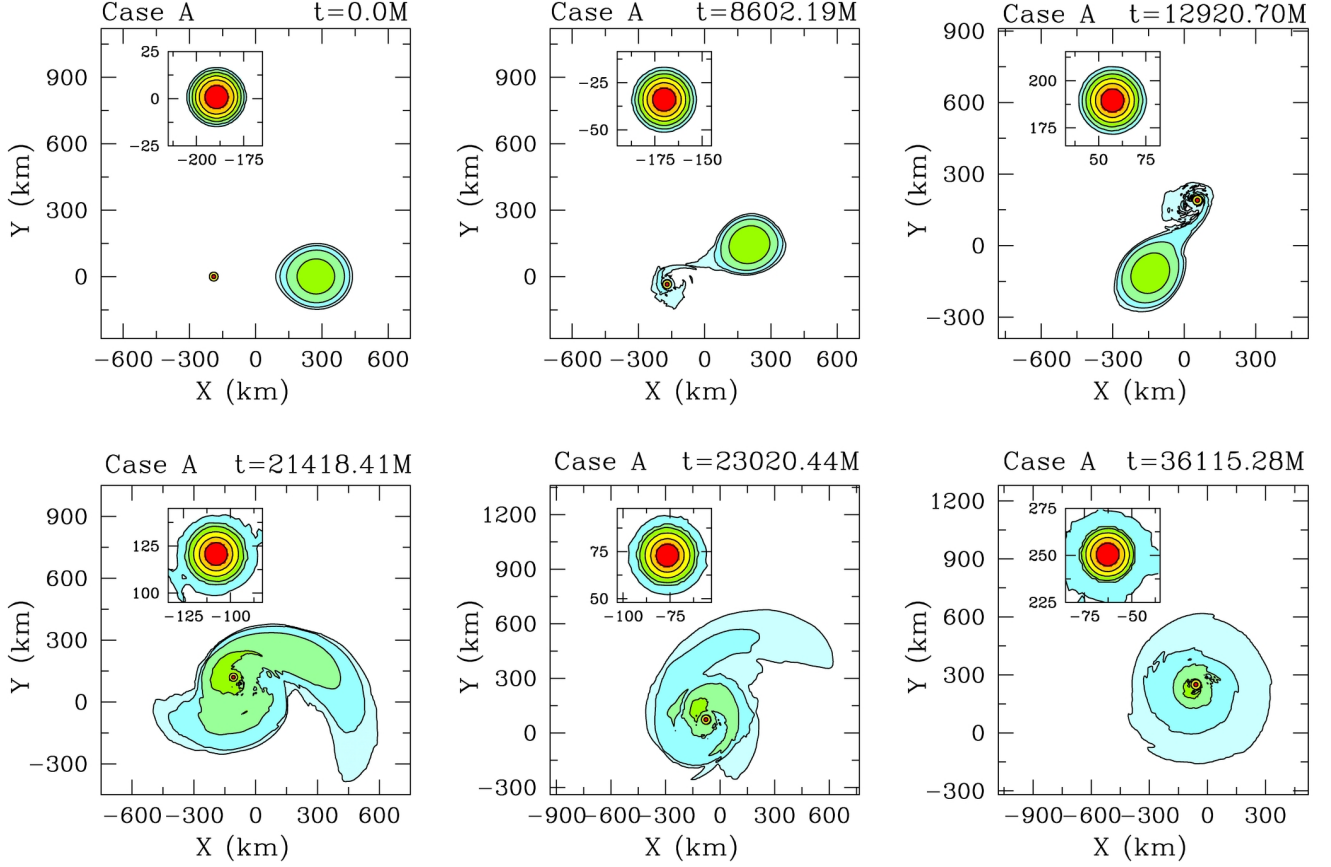 Case A t=0.0M
Case A t=8602.19M
Case A t=12920.70M
25
0
−25
−200 −175
−25
−50
−175 −150
200
175
50 75
900
600
300
0
Y (km)
−600 −300 0 300 600
X (km)
900
600
300
0
Y (km)
−600 −300 0 300 600
X (km)
900
600
300
0
−300
Y (km)
−600 −300 0 300
X (km)
Case A t=21418.41M
Case A t=23020.44M
Case A t=36115.28M
125
100
−125 −100
75
50
−100 −75
275
250
225
−75 −50
900
600
300
0
−300
Y (km)
−600−300 0 300 600
X (km)
1200
900
600
300
0
−300
Y (km)
−900−600−300 0 300 600
X (km)
1200
900
600
300
0
−300
Y (km)
−900−600−300 0 300
X (km)